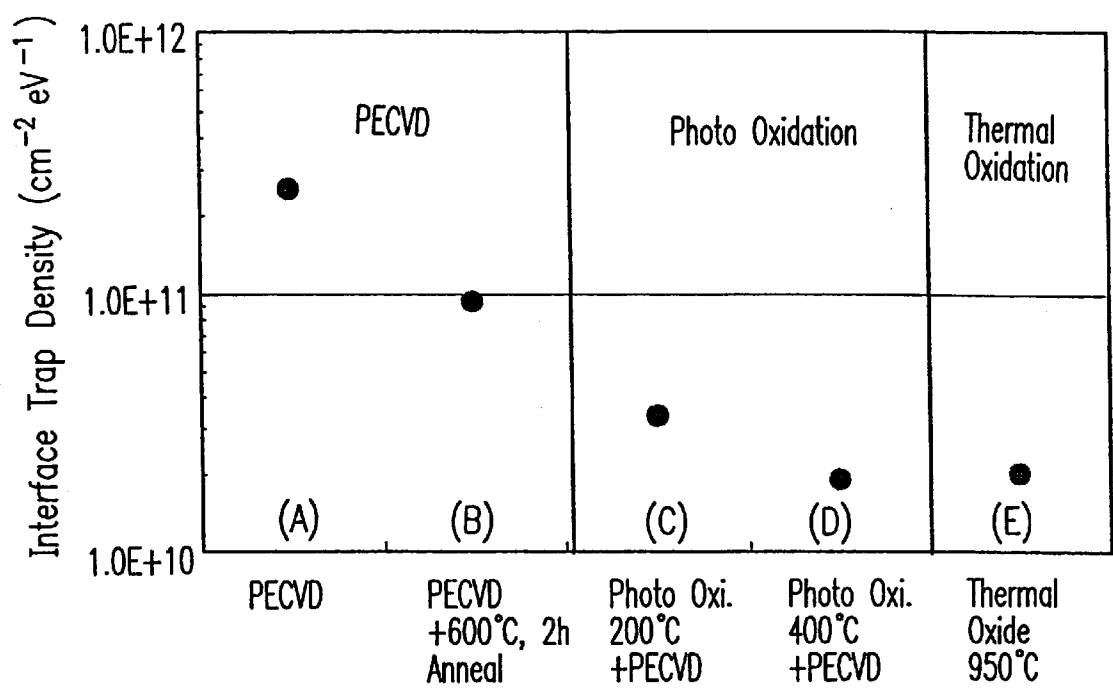 Interface Trap Density (cm⁻² eV⁻¹)
1.0E+12
1.0E+11
1.0E+10
PECVD
Photo Oxidation
Thermal
Oxidation
(A)
(B)
(C)
(D)
(E)
PECVD
PECVD
+600°C, 2h
Anneal
Photo Oxi.
200°C
+PECVD
Photo Oxi.
400°C
+PECVD
Thermal
Oxide
950°C